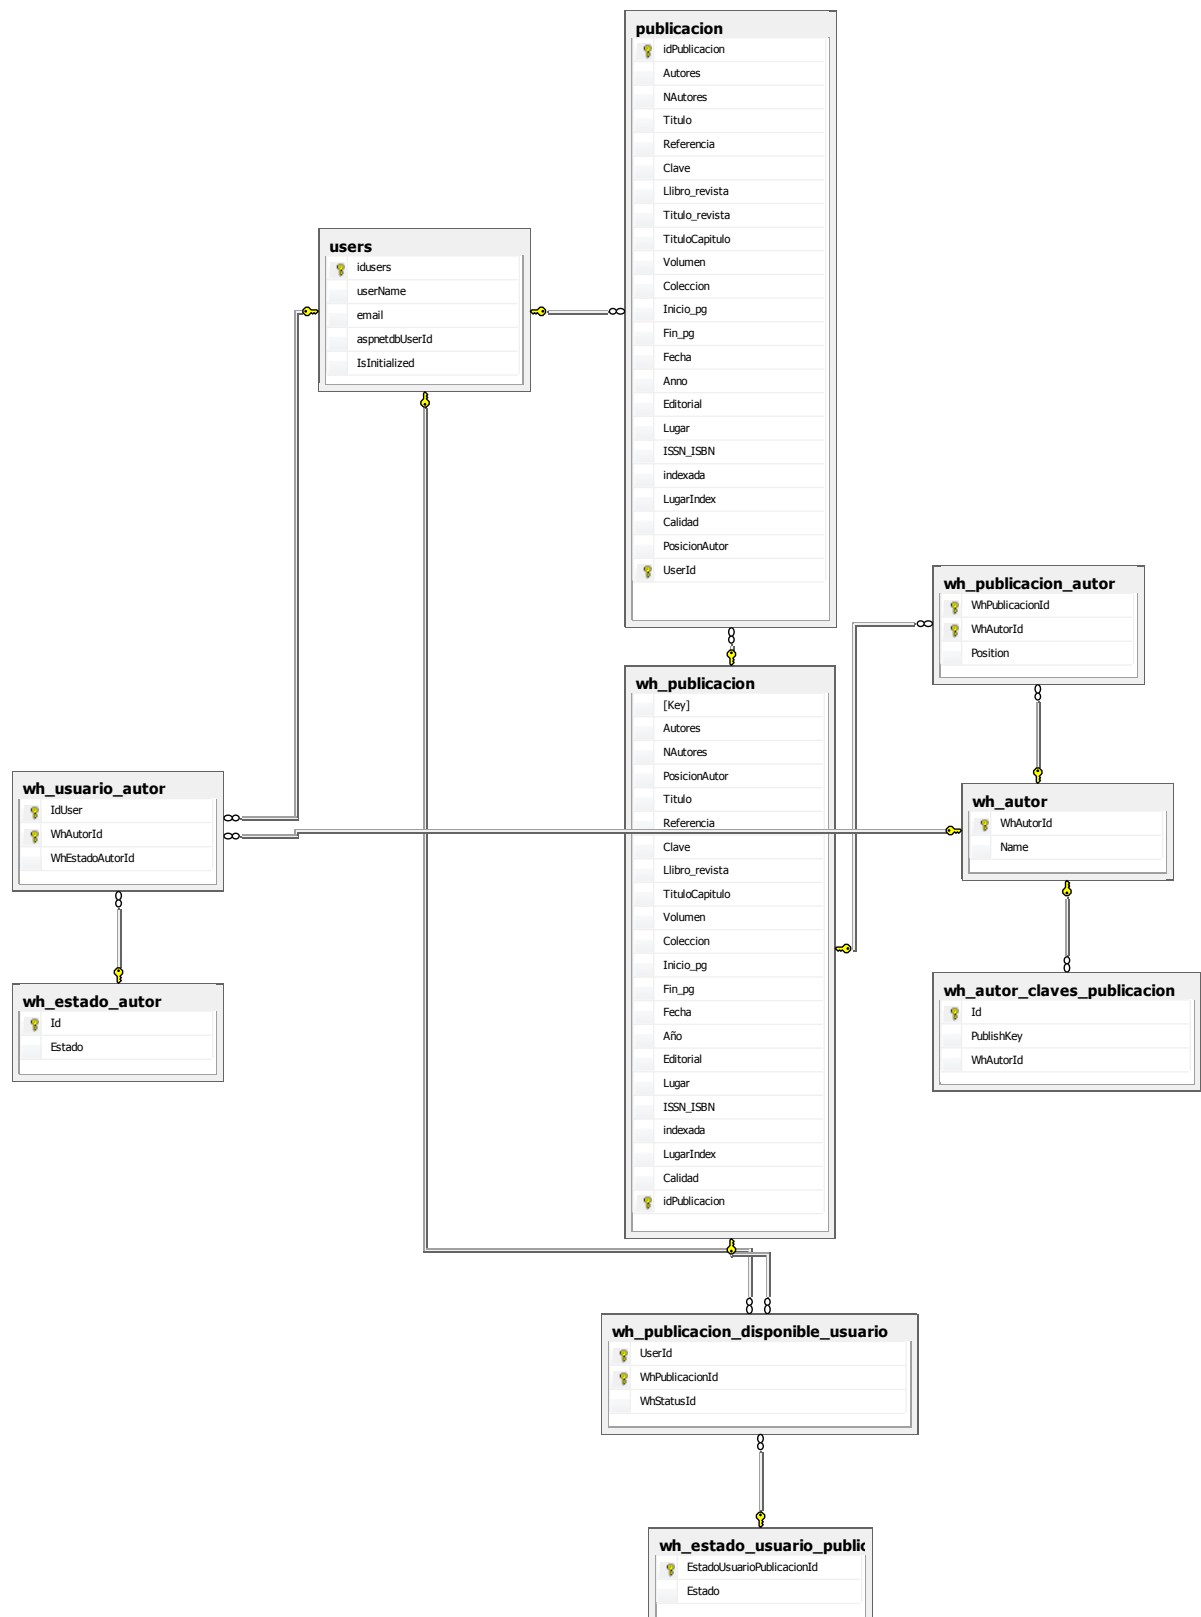 publicacion
idPublicacion
Autores
NAutores
Titulo
Referencia
Clave
Llibro_revista
Titulo_revista
TituloCapitulo
Volumen
Coleccion
Inicio_pg
Fin_pg
Fecha
Anno
Editorial
Lugar
ISSN_ISBN
indexada
LugarIndex
Calidad
PosicionAutor
UserId
users
idusers
userName
email
aspnetdbUserId
IsInitialized
wh_publicacion_autor
WhPublicacionId
WhAutorId
Position
wh_publicacion
[Key]
Autores
NAutores
PosicionAutor
Titulo
Referencia
Clave
Llibro_revista
TituloCapitulo
Volumen
Coleccion
Inicio_pg
Fin_pg
Fecha
Año
Editorial
Lugar
ISSN_ISBN
indexada
LugarIndex
Calidad
idPublicacion
wh_usuario_autor
IdUser
WhAutorId
WhEstadoAutorId
wh_autor
WhAutorId
Name
wh_estado_autor
Id
Estado
wh_autor_claves_publicacion
Id
PublishKey
WhAutorId
wh_publicacion_disponible_usuario
UserId
WhPublicacionId
WhStatusId
wh_estado_usuario_public
EstadoUsuarioPublicacionId
Estado